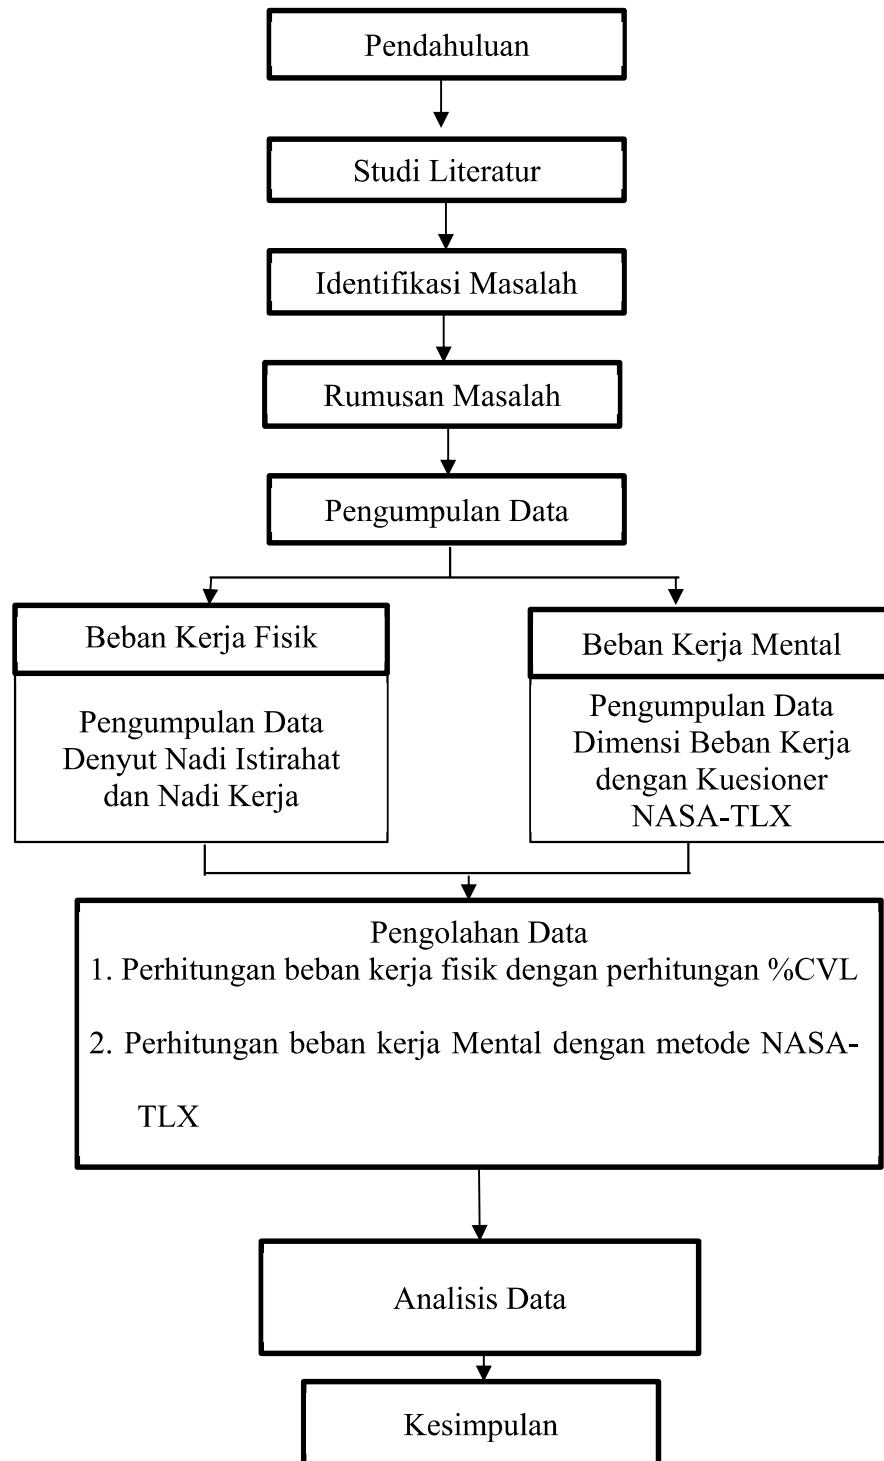 Pendahuluan
Studi Literatur
Identifikasi Masalah
Rumusan Masalah
Pengumpulan Data
Beban Kerja Fisik
Pengumpulan Data
Denyut Nadi Istirahat
dan Nadi Kerja
Beban Kerja Mental
Pengumpulan Data
Dimensi Beban Kerja
dengan Kuesioner
NASA-TLX
Pengolahan Data
1. Perhitungan beban kerja fisik dengan perhitungan %CVL
2. Perhitungan beban kerja Mental dengan metode NASA-
TLX
Analisis Data
Kesimpulan